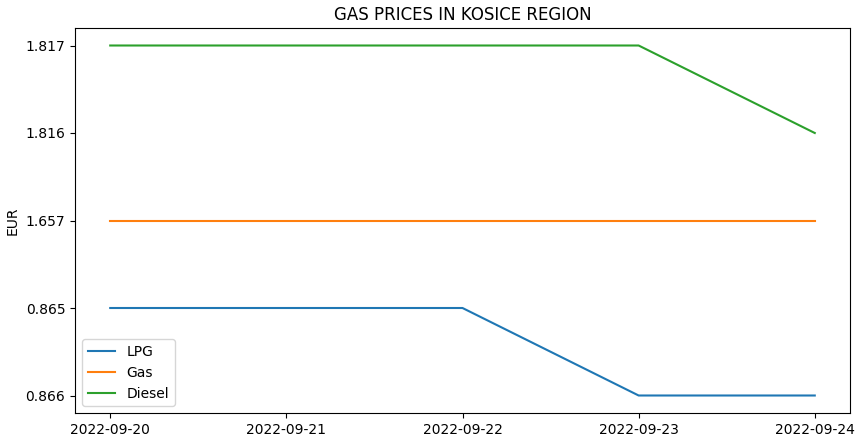 GAS PRICES IN KOSICE REGION
1.817
1.816
1.657
0.865
0.866
EUR
LPG
Gas
Diesel
2022-09-20 2022-09-21 2022-09-22 2022-09-23 2022-09-24